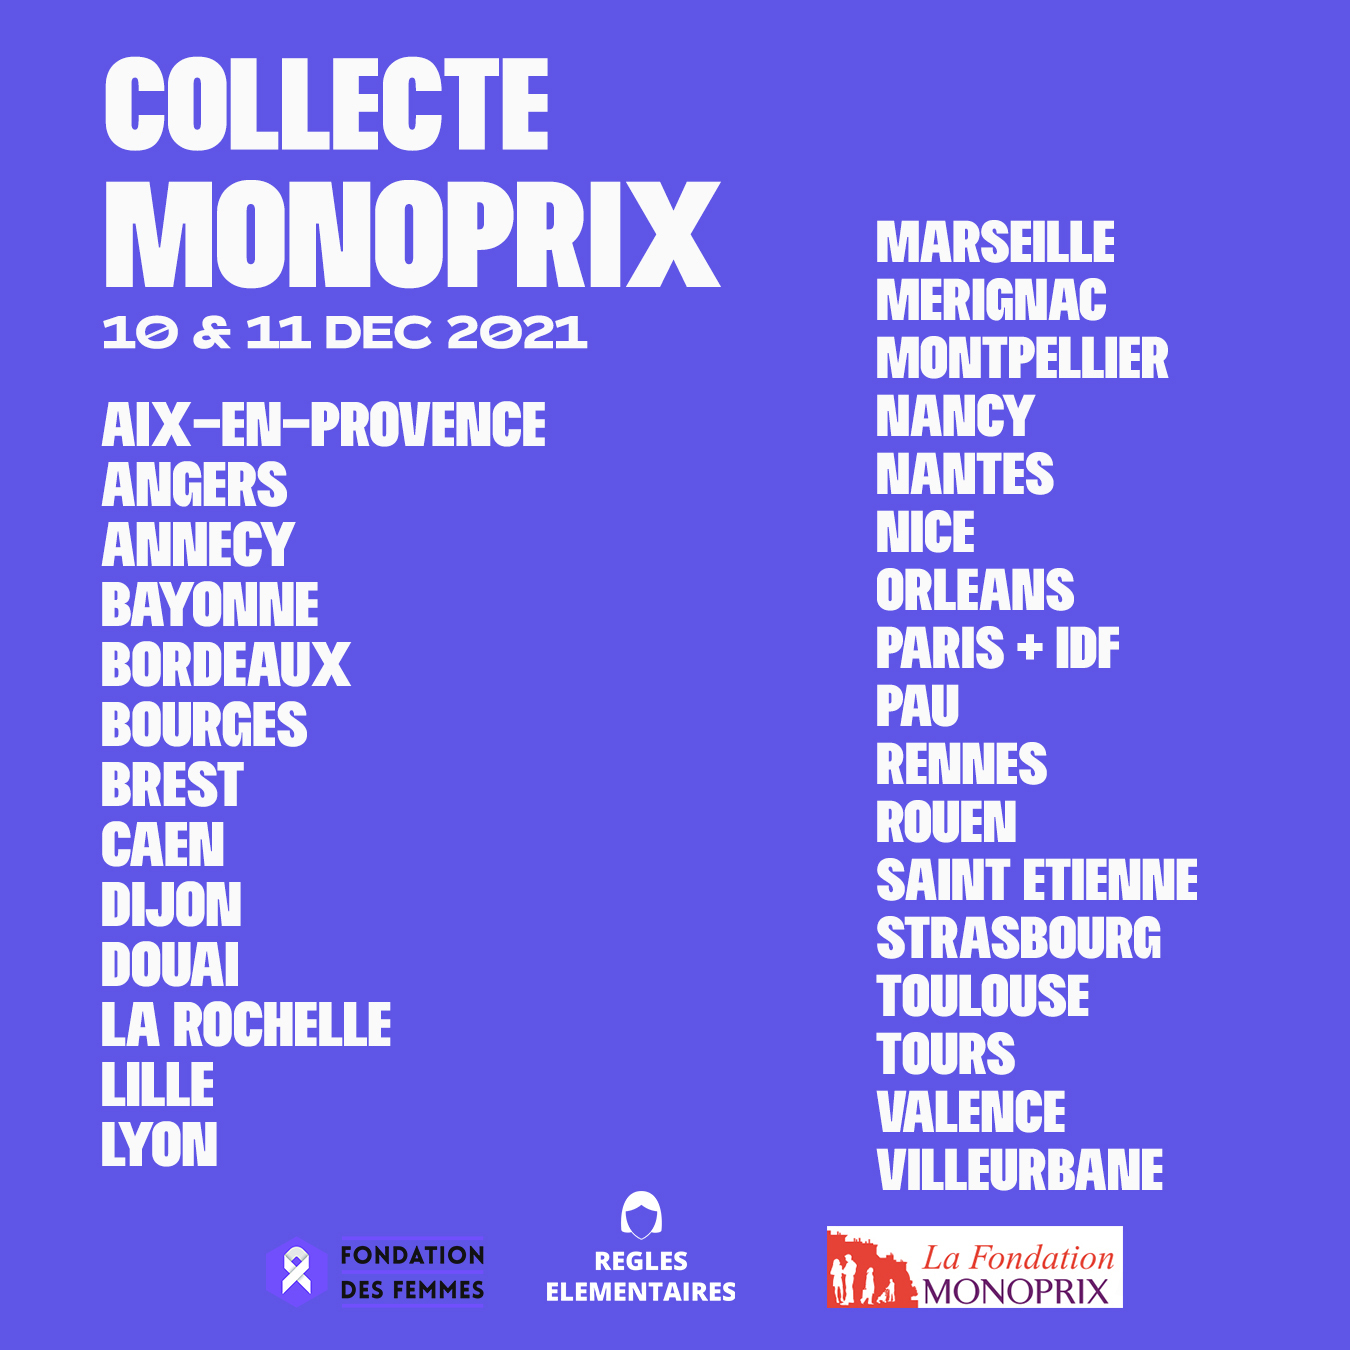 COLLECTE
MONOPRIX
10 & 11 DEC 2021
AIX-EN-PROVENCE
ANGERS
ANNECY
BAYONNE
BORDEAUX
BOURGES
BREST
CAEN
DIJON
DOUAI
LA ROCHELLE
LILLE
LYON
MARSEILLE
MERIGNAC
MONTPELLIER
NANCY
NANTES
NICE
ORLEANS
PARIS + IDF
PAU
RENNES
ROUEN
SAINT ETIENNE
STRASBOURG
TOULOUSE
TOURS
VALENCE
VILLEURBANE
FONDATION
DES FEMMES
REGLES
ELEMENTAIRES
La Fondation
MONOPRIX